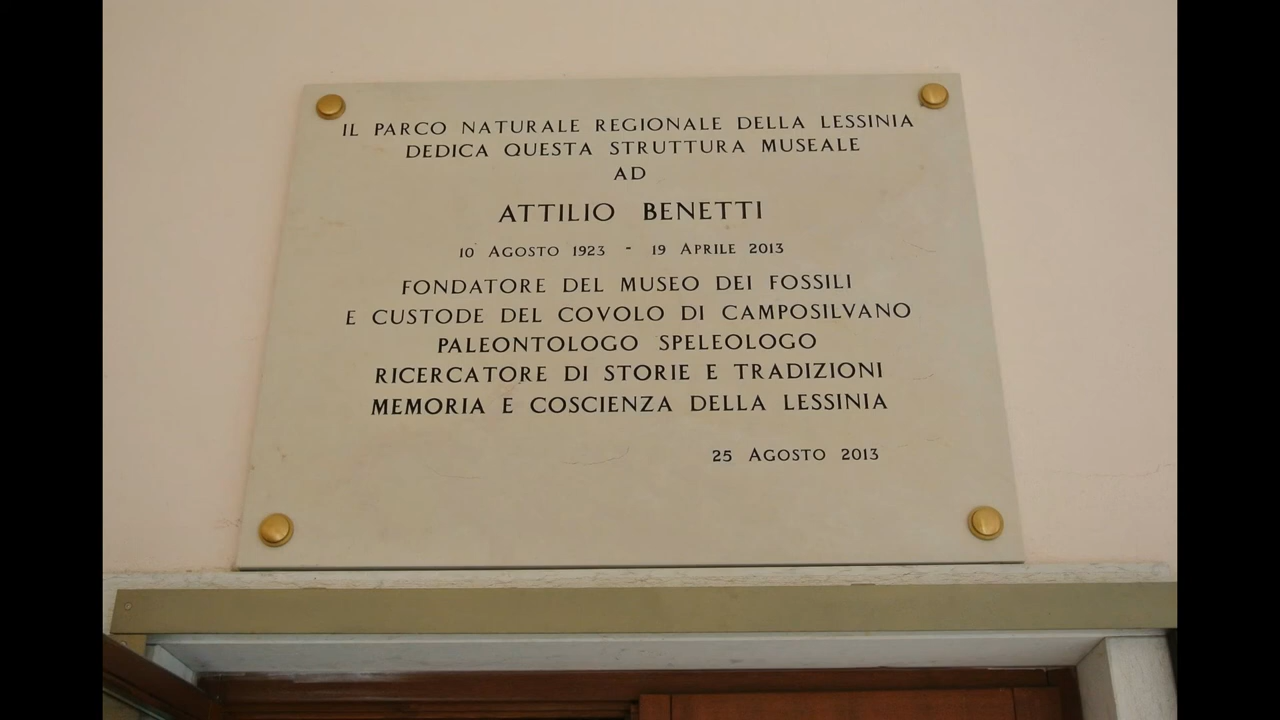 IL PARCO NATURALE REGIONALE DELLA LESSINIA
DEDICA QUESTA STRUTTURA MUSEALE
AD
ATTILIO BENETTI
10 AGOSTO 1923 - 19 APRILE 2013
FONDATORE DEL MUSEO DEI FOSSILI
E CUSTODE DEL COVOLO DI CAMPOSILVANO
PALEONTOLOGO SPELEOLOGO
RICERCATORE DI STORIE E TRADIZIONI
MEMORIA E COSCIENZA DELLA LESSINIA
25 AGOSTO 2013